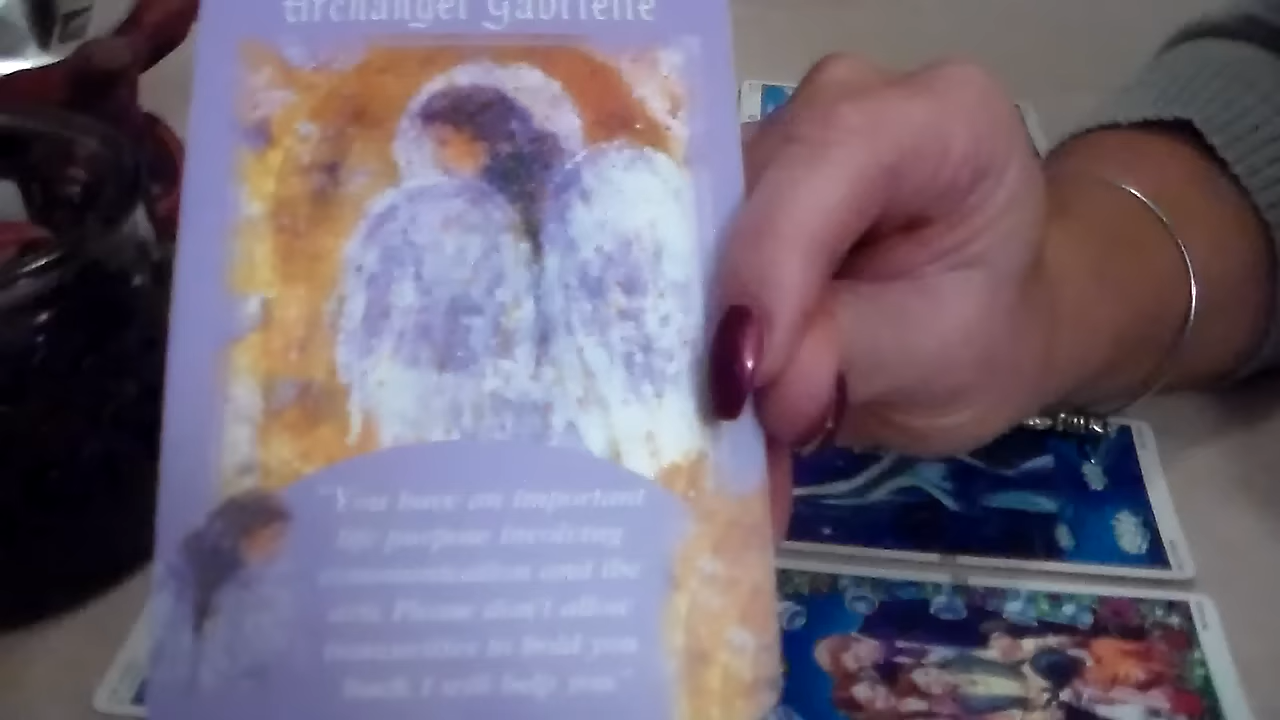 Archangel Gabrielle
"You have an important
life purpose involving
communication and the
arts. Please don't allow
insecurities to hold you
back. I will help you."